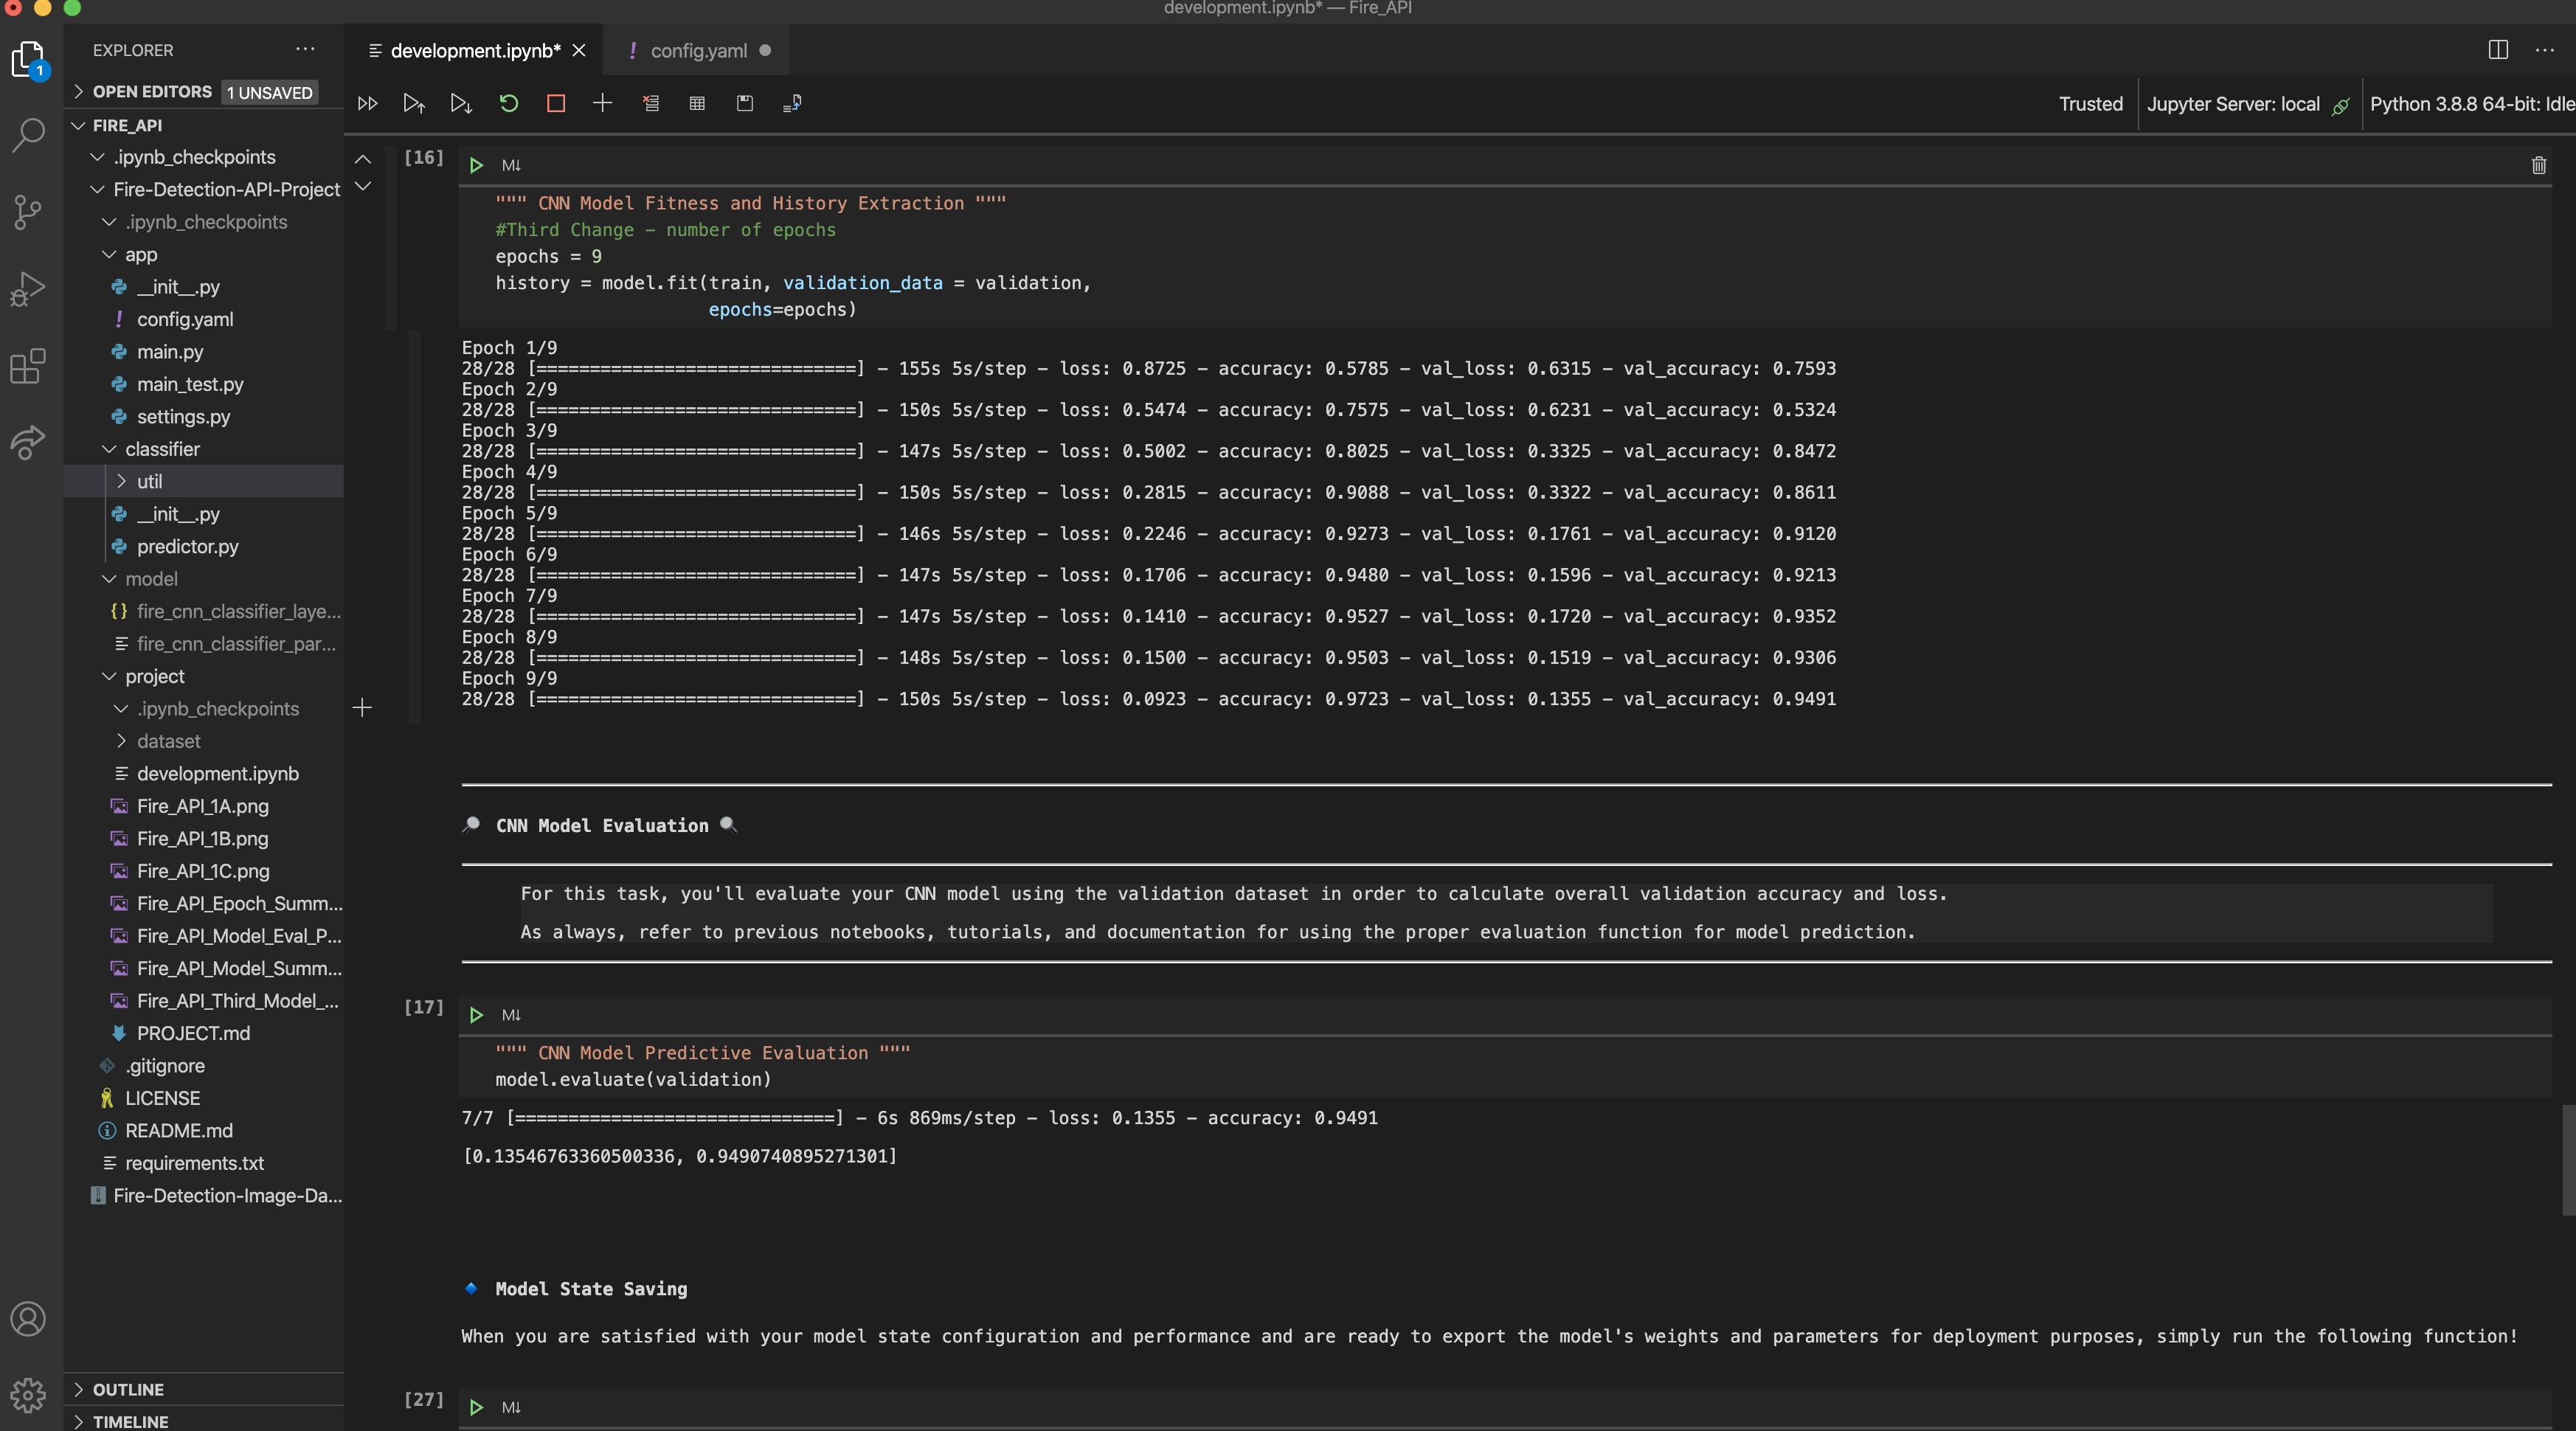 development.ipynb* — Fire_API
EXPLORER
OPEN EDITORS 1 UNSAVED
FIRE_API
.ipynb_checkpoints
Fire-Detection-API-Project
.ipynb_checkpoints
app
__init__.py
! config.yaml
main.py
main_test.py
settings.py
classifier
util
__init__.py
predictor.py
model
{} fire_cnn_classifier_laye...
fire_cnn_classifier_par...
project
.ipynb_checkpoints
dataset
development.ipynb
Fire_API_1A.png
Fire_API_1B.png
Fire_API_1C.png
Fire_API_Epoch_Summ...
Fire_API_Model_Eval_P...
Fire_API_Model_Summ...
Fire_API_Third_Model_...
PROJECT.md
.gitignore
LICENSE
README.md
requirements.txt
Fire-Detection-Image-Da...
OUTLINE
TIMELINE
1
development.ipynb*
! config.yaml
Trusted
Jupyter Server: local
Python 3.8.8 64-bit: Idle
[16]
M↓
""" CNN Model Fitness and History Extraction """
#Third Change - number of epochs
epochs = 9
history = model.fit(train, validation_data = validation,
epochs=epochs)
Epoch 1/9
28/28 [==============================] - 155s 5s/step - loss: 0.8725 - accuracy: 0.5785 - val_loss: 0.6315 - val_accuracy: 0.7593
Epoch 2/9
28/28 [==============================] - 150s 5s/step - loss: 0.5474 - accuracy: 0.7575 - val_loss: 0.6231 - val_accuracy: 0.5324
Epoch 3/9
28/28 [==============================] - 147s 5s/step - loss: 0.5002 - accuracy: 0.8025 - val_loss: 0.3325 - val_accuracy: 0.8472
Epoch 4/9
28/28 [==============================] - 150s 5s/step - loss: 0.2815 - accuracy: 0.9088 - val_loss: 0.3322 - val_accuracy: 0.8611
Epoch 5/9
28/28 [==============================] - 146s 5s/step - loss: 0.2246 - accuracy: 0.9273 - val_loss: 0.1761 - val_accuracy: 0.9120
Epoch 6/9
28/28 [==============================] - 147s 5s/step - loss: 0.1706 - accuracy: 0.9480 - val_loss: 0.1596 - val_accuracy: 0.9213
Epoch 7/9
28/28 [==============================] - 147s 5s/step - loss: 0.1410 - accuracy: 0.9527 - val_loss: 0.1720 - val_accuracy: 0.9352
Epoch 8/9
28/28 [==============================] - 148s 5s/step - loss: 0.1500 - accuracy: 0.9503 - val_loss: 0.1519 - val_accuracy: 0.9306
Epoch 9/9
28/28 [==============================] - 150s 5s/step - loss: 0.0923 - accuracy: 0.9723 - val_loss: 0.1355 - val_accuracy: 0.9491
🔎 CNN Model Evaluation 🔍
For this task, you'll evaluate your CNN model using the validation dataset in order to calculate overall validation accuracy and loss.
As always, refer to previous notebooks, tutorials, and documentation for using the proper evaluation function for model prediction.
[17]
M↓
""" CNN Model Predictive Evaluation """
model.evaluate(validation)
7/7 [==============================] - 6s 869ms/step - loss: 0.1355 - accuracy: 0.9491
[0.13546763360500336, 0.9490740895271301]
🔹 Model State Saving
When you are satisfied with your model state configuration and performance and are ready to export the model's weights and parameters for deployment purposes, simply run the following function!
[27]
M↓